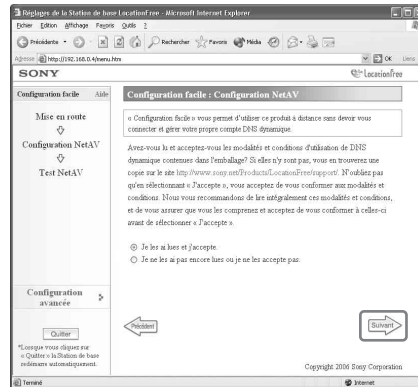 Réglages de la Station de base LocationFree - Microsoft Internet Explorer
Fichier Edition Affichage Favoris Outils ?
Précédente Rechercher Favoris Média
Adresse http://192.168.0.4/menu.htm OK Liens
SONY LocationFree
Configuration facile Aide
Mise en route
Configuration NetAV
Test NetAV
Configuration avancée
Quitter
*Lorsque vous cliquez sur
« Quitter » la Station de base
redémarre automatiquement.
Configuration facile : Configuration NetAV
« Configuration facile » vous permet d'utiliser ce produit à distance sans devoir vous
connecter et gérer votre propre compte DNS dynamique.
Avez-vous lu et acceptez-vous les modalités et conditions d'utilisation de DNS
dynamique contenues dans l'emballage? Si elles n'y sont pas, vous en trouverez une
copie sur le site http://www.sony.net/Products/LocationFree/support/. N'oubliez pas
qu'en sélectionnant « J'accepte », vous acceptez de vous conformer aux modalités et
conditions. Nous vous recommandons de lire intégralement ces modalités et conditions,
et de vous assurer que vous les comprenez et acceptez de vous conformer à celles-ci
avant de sélectionner « J'accepte ».
Je les ai lues et j'accepte.
Je ne les ai pas encore lues ou je ne les accepte pas.
Précédent
Suivant
Copyright 2006 Sony Corporation
Terminé Internet